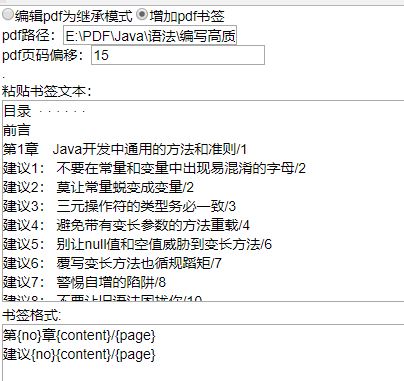 编辑pdf为继承模式 增加pdf书签
pdf路径： E:\PDF\Java\语法\编写高质
pdf页码偏移： 15
.
粘贴书签文本：
目录 ······
前言
第1章　Java开发中通用的方法和准则/1
建议1： 不要在常量和变量中出现易混淆的字母/2
建议2： 莫让常量蜕变成变量/2
建议3： 三元操作符的类型务必一致/3
建议4： 避免带有变长参数的方法重载/4
建议5： 别让null值和空值威胁到变长方法/6
建议6： 覆写变长方法也循规蹈矩/7
建议7： 警惕自增的陷阱/8
建议8： 不要让旧语法困扰你/10
书签格式:
第{no}章{content}/{page}
建议{no}{content}/{page}